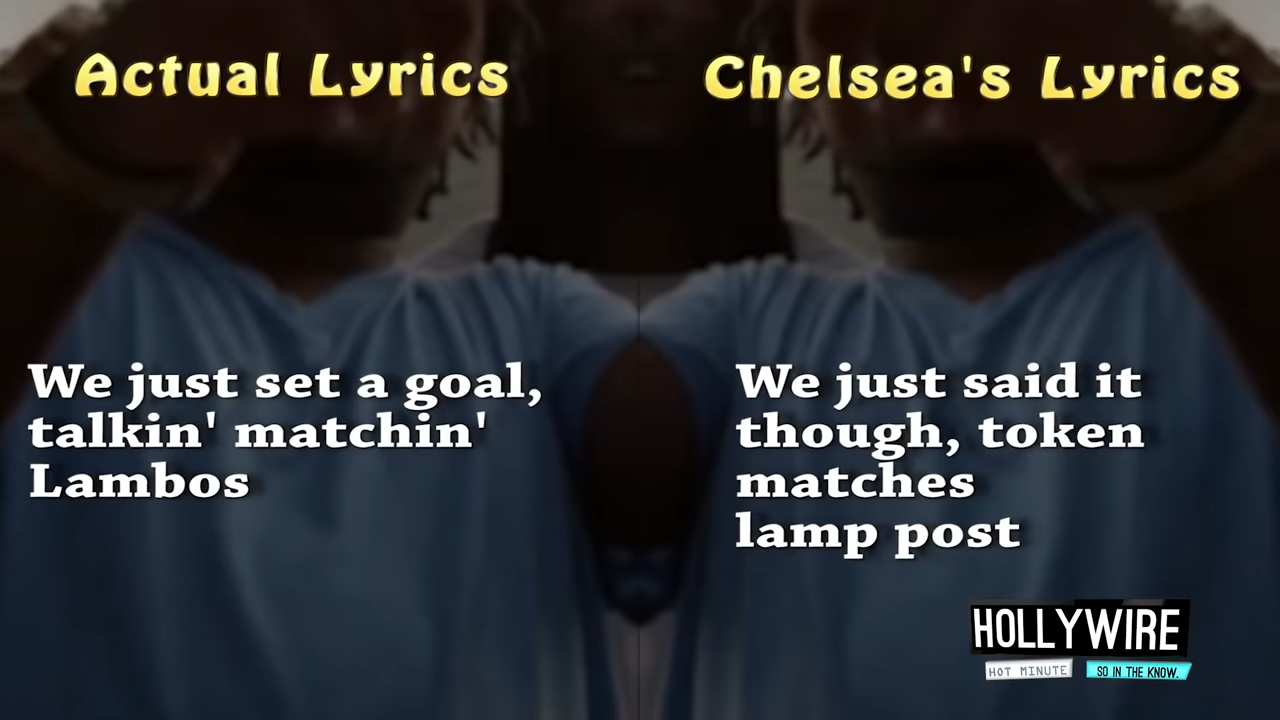 Actual Lyrics
Chelsea's Lyrics
We just set a goal,
talkin' matchin'
Lambos
We just said it
though, token
matches
lamp post
HOLLYWIRE
HOT MINUTE
SO IN THE KNOW.